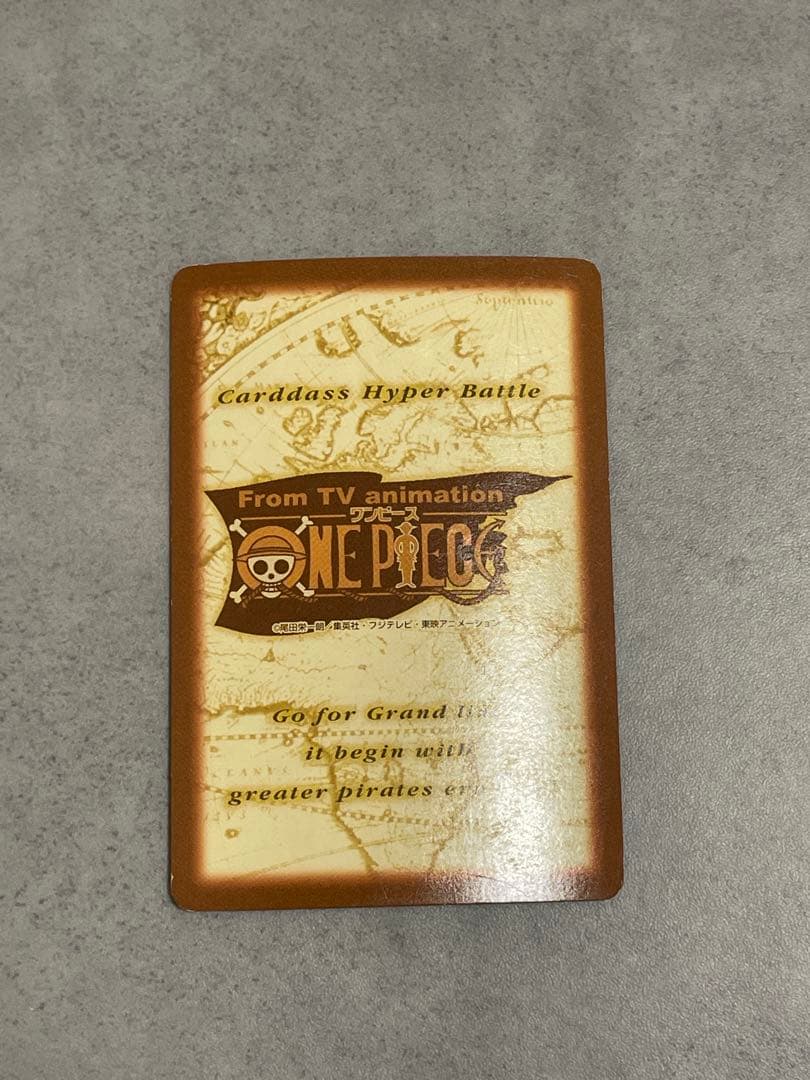 Septentrio
Carddass Hyper Battle
From TV animation
ワンピース
ONE PIECE
©尾田栄一郎/集英社・フジテレビ・東映アニメーション
Go for Grand
it begin with
greater pirates